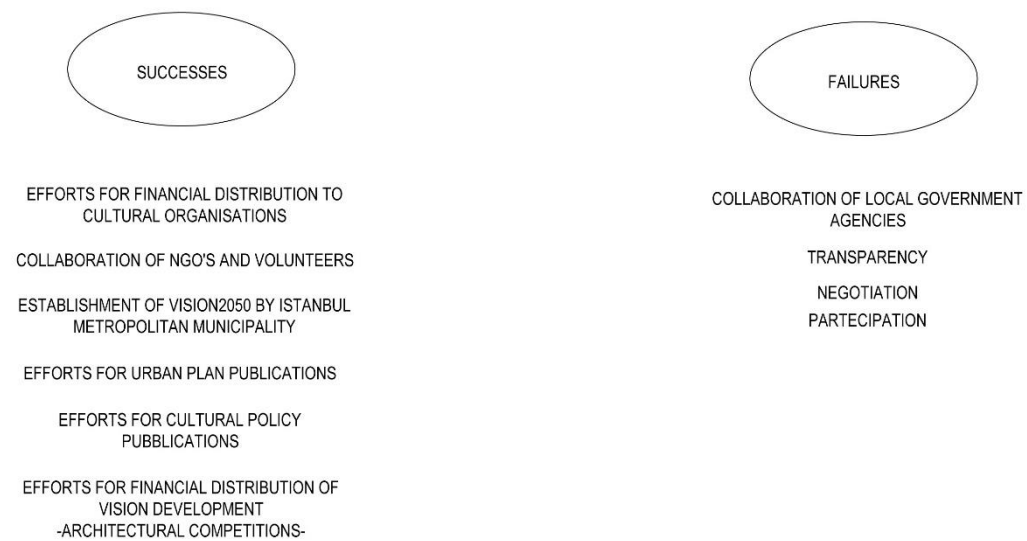 SUCCESSES
EFFORTS FOR FINANCIAL DISTRIBUTION TO
CULTURAL ORGANISATIONS
COLLABORATION OF NGO'S AND VOLUNTEERS
ESTABLISHMENT OF VISION2050 BY ISTANBUL
METROPOLITAN MUNICIPALITY
EFFORTS FOR URBAN PLAN PUBLICATIONS
EFFORTS FOR CULTURAL POLICY
PUBBLICATIONS
EFFORTS FOR FINANCIAL DISTRIBUTION OF
VISION DEVELOPMENT
-ARCHITECTURAL COMPETITIONS-
FAILURES
COLLABORATION OF LOCAL GOVERNMENT
AGENCIES
TRANSPARENCY
NEGOTIATION
PARTECIPATION